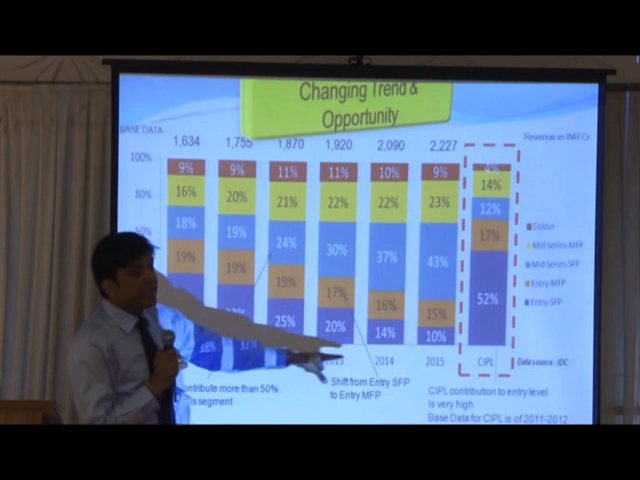 Changing Trend &
Opportunity
BASE DATA
1,634 1,755 1,870 1,920 2,090 2,227 Revenue in INR Cr
100%
80%
9% 9% 11% 11% 10% 9%
16% 20% 21% 22% 22% 23% 14%
18% 19% 24% 30% 37% 43% 12%
19% 19% 19% 17% 16% 15% 17%
25% 20% 14% 10% 52%
38%
Colour
Mid Series-MFP
Mid Series-SFP
Entry-MFP
Entry-SFP
2014 2015 CIPL Data source : IDC
more than 50%
segment
Shift from Entry SFP
to Entry MFP
CIPL contribution to entry level
Is very high
Base Data for CIPL is of 2011-2012